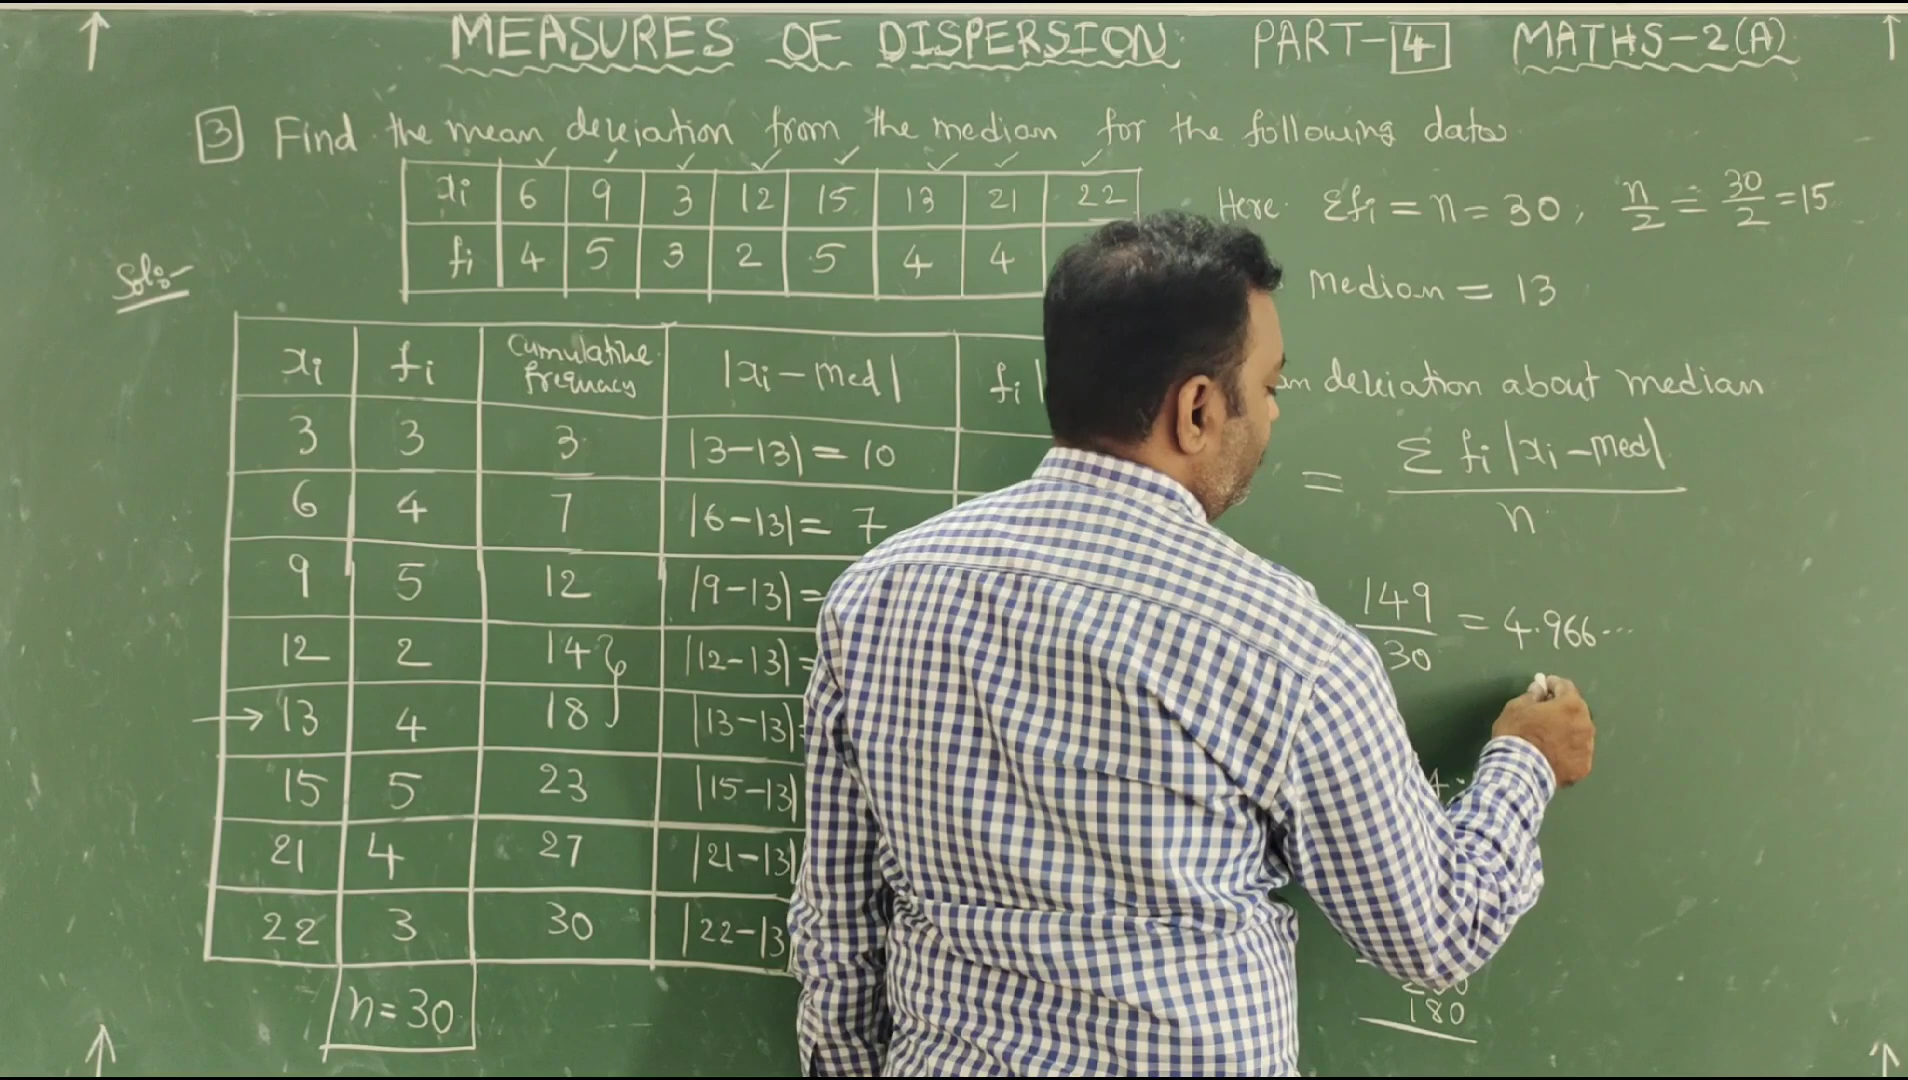 MEASURES OF DISPERSION PART-4 MATHS-2(A)
3 Find the mean deviation from the median for the following data
xi 6 9 3 12 15 13 21 22
fi 4 5 3 2 5 4 4
Here Σfi = n = 30, n/2 = 30/2 = 15
Median = 13
Sol:-
xi fi Cumulative frequnacy |xi - med| fi |
3 3 3 |3-13| = 10
6 4 7 |6-13| = 7
9 5 12 |9-13| =
12 2 14 |12-13| =
→ 13 4 18 |13-13| =
15 5 23 |15-13|
21 4 27 |21-13|
22 3 30 |22-13
n = 30
deviation about median
= Σ fi |xi - Med| / n
149/30 = 4.966...
180